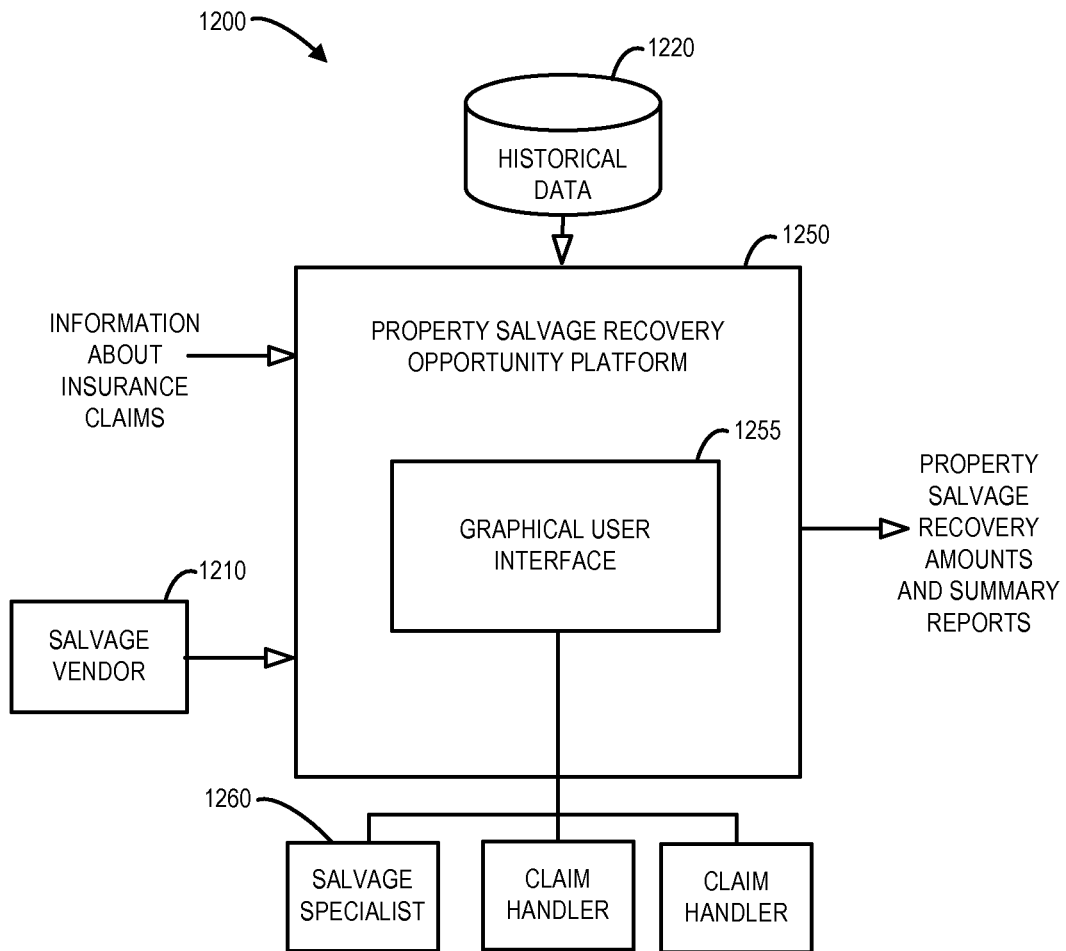 1200
1220
HISTORICAL
DATA
1250
INFORMATION
ABOUT
INSURANCE
CLAIMS
PROPERTY SALVAGE RECOVERY
OPPORTUNITY PLATFORM
1255
GRAPHICAL USER
INTERFACE
PROPERTY
SALVAGE
RECOVERY
AMOUNTS
AND SUMMARY
REPORTS
1210
SALVAGE
VENDOR
1260
SALVAGE
SPECIALIST
CLAIM
HANDLER
CLAIM
HANDLER